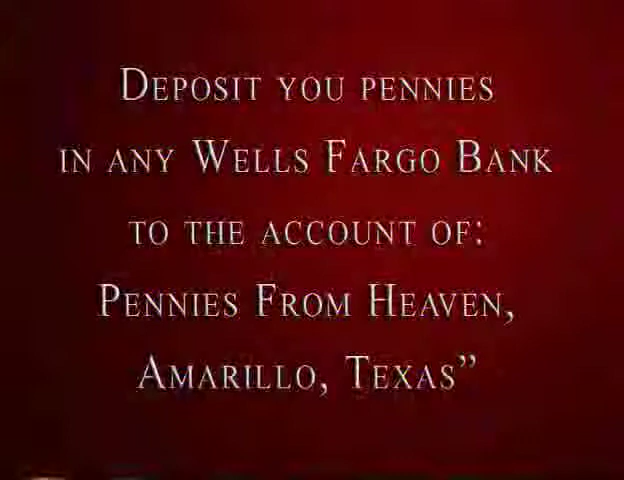 Deposit you pennies
in any Wells Fargo Bank
to the account of:
Pennies From Heaven,
Amarillo, Texas”